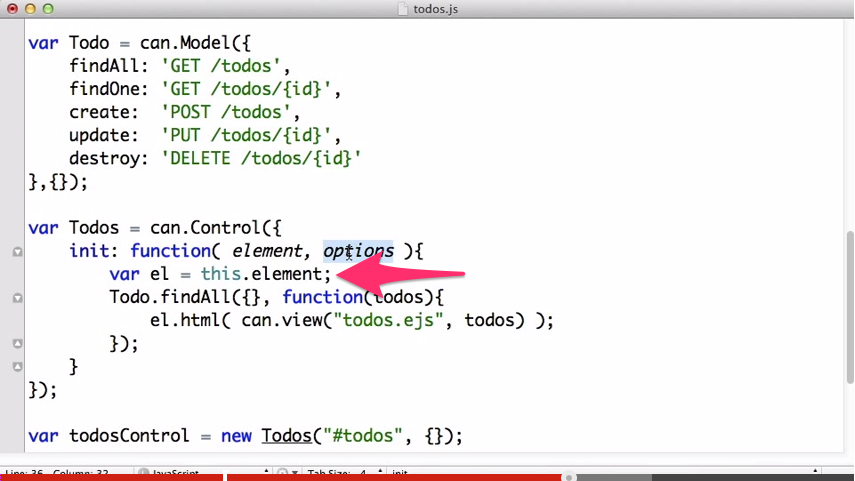 todos.js
var Todo = can.Model({
findAll: 'GET /todos',
findOne: 'GET /todos/{id}',
create: 'POST /todos',
update: 'PUT /todos/{id}',
destroy: 'DELETE /todos/{id}'
},{});
var Todos = can.Control({
init: function( element, options ){
var el = this.element;
Todo.findAll({}, function(todos){
el.html( can.view("todos.ejs", todos) );
});
}
});
var todosControl = new Todos("#todos", {});
Line: 36 Column: 32 JavaScript Tab Size: 4 init